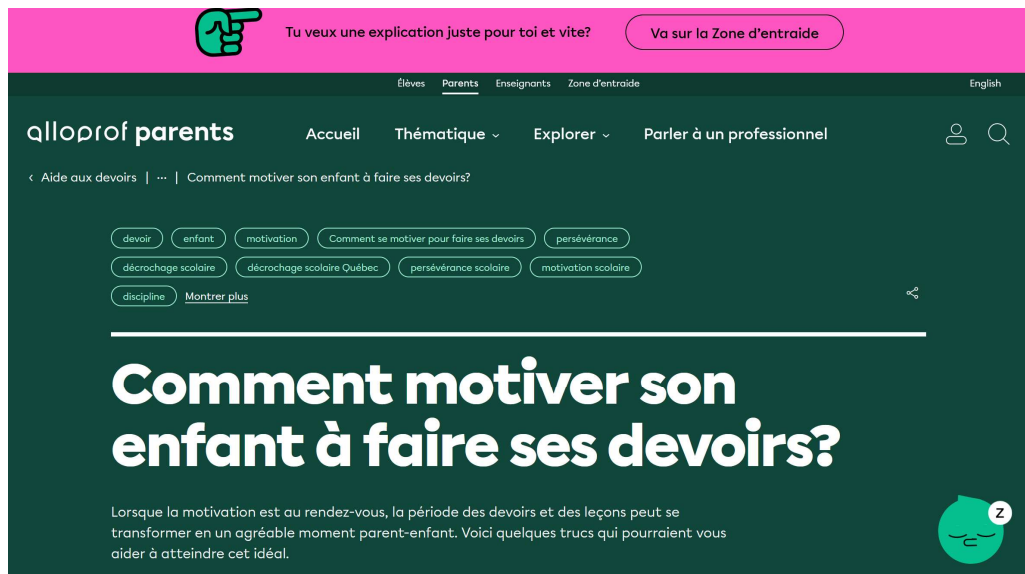 Tu veux une explication juste pour toi et vite?
Va sur la Zone d'entraide
Élèves Parents Enseignants Zone d'entraide English
alloprof parents Accueil Thématique Explorer Parler à un professionnel
‹ Aide aux devoirs | ··· | Comment motiver son enfant à faire ses devoirs?
devoir enfant motivation Comment se motiver pour faire ses devoirs persévérance
décrochage scolaire décrochage scolaire Québec persévérance scolaire motivation scolaire
discipline Montrer plus
Comment motiver son
enfant à faire ses devoirs?
Lorsque la motivation est au rendez-vous, la période des devoirs et des leçons peut se
transformer en un agréable moment parent-enfant. Voici quelques trucs qui pourraient vous
aider à atteindre cet idéal.
Z